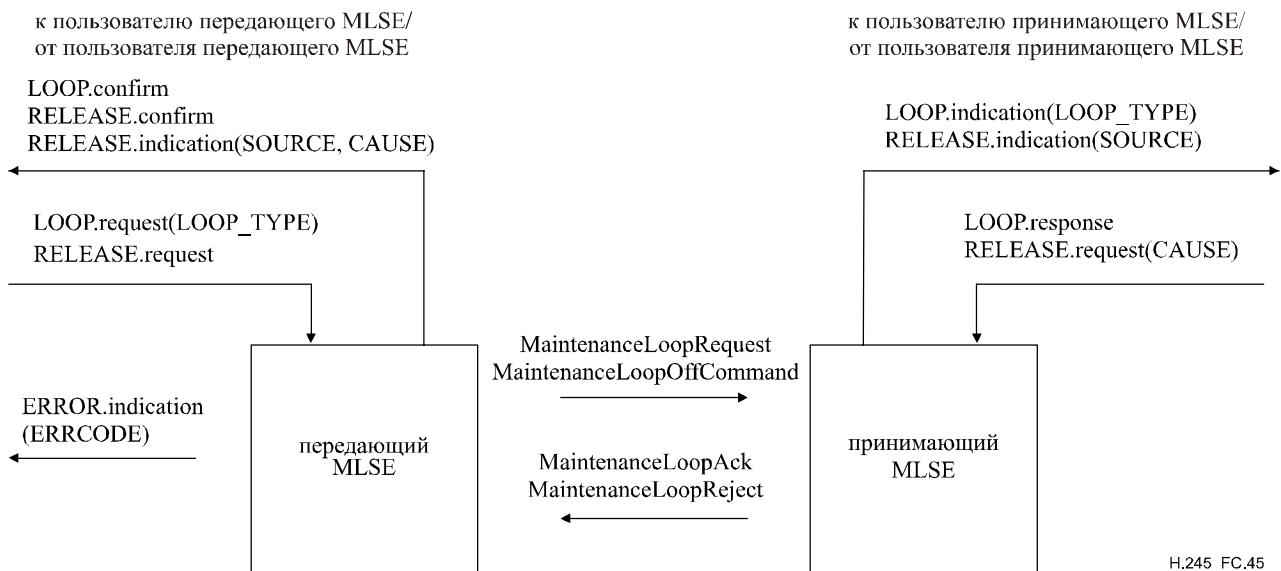 к пользователю передающего MLSE/
от пользователя передающего MLSE
к пользователю принимающего MLSE/
от пользователя принимающего MLSE
LOOP.confirm
RELEASE.confirm
RELEASE.indication(SOURCE, CAUSE)
LOOP.indication(LOOP_TYPE)
RELEASE.indication(SOURCE)
LOOP.request(LOOP_TYPE)
RELEASE.request
LOOP.response
RELEASE.request(CAUSE)
MaintenanceLoopRequest
MaintenanceLoopOffCommand
ERROR.indication
(ERRCODE)
передающий
MLSE
MaintenanceLoopAck
MaintenanceLoopReject
принимающий
MLSE
H.245_FC.45